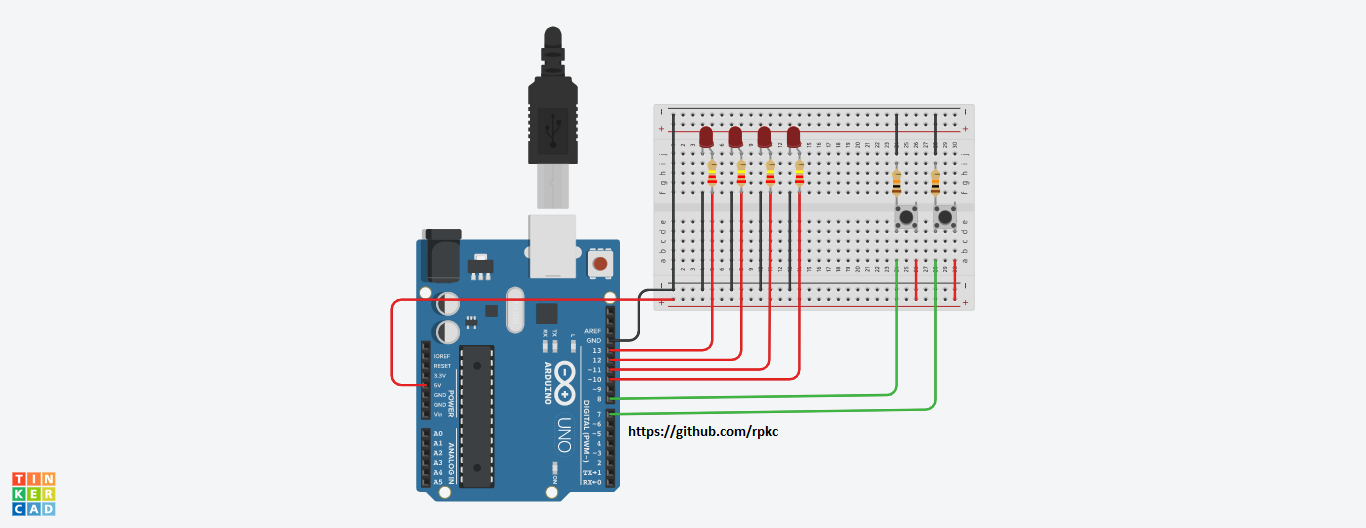 AREF
GND
13
12
~11
~10
~9
8
7
~6
~5
4
~3
2
TX→1
RX←0
IOREF
RESET
3.3V
5V
GND
GND
Vin
A0
A1
A2
A3
A4
A5
POWER
ANALOG IN
RX
TX
L
ARDUINO
UNO
DIGITAL (PWM~)
ON
https://github.com/rpkc
TIN
KER
CAD